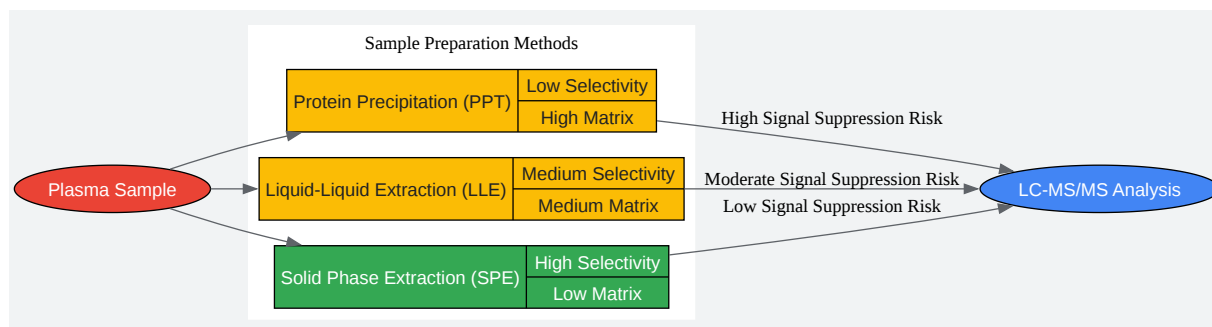 Sample Preparation Methods
Protein Precipitation (PPT)
Low Selectivity
High Matrix
High Signal Suppression Risk
Plasma Sample
Liquid-Liquid Extraction (LLE)
Medium Selectivity
Medium Matrix
Moderate Signal Suppression Risk
LC-MS/MS Analysis
Low Signal Suppression Risk
Solid Phase Extraction (SPE)
High Selectivity
Low Matrix